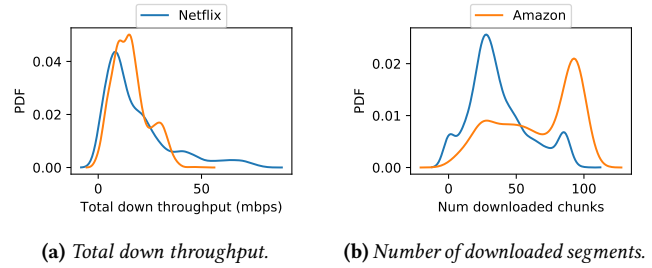 Netflix
PDF
0.04
0.02
0.00
0
50
Total down throughput (mbps)
(a) Total down throughput.
Amazon
PDF
0.02
0.01
0.00
0
50
100
Num downloaded chunks
(b) Number of downloaded segments.